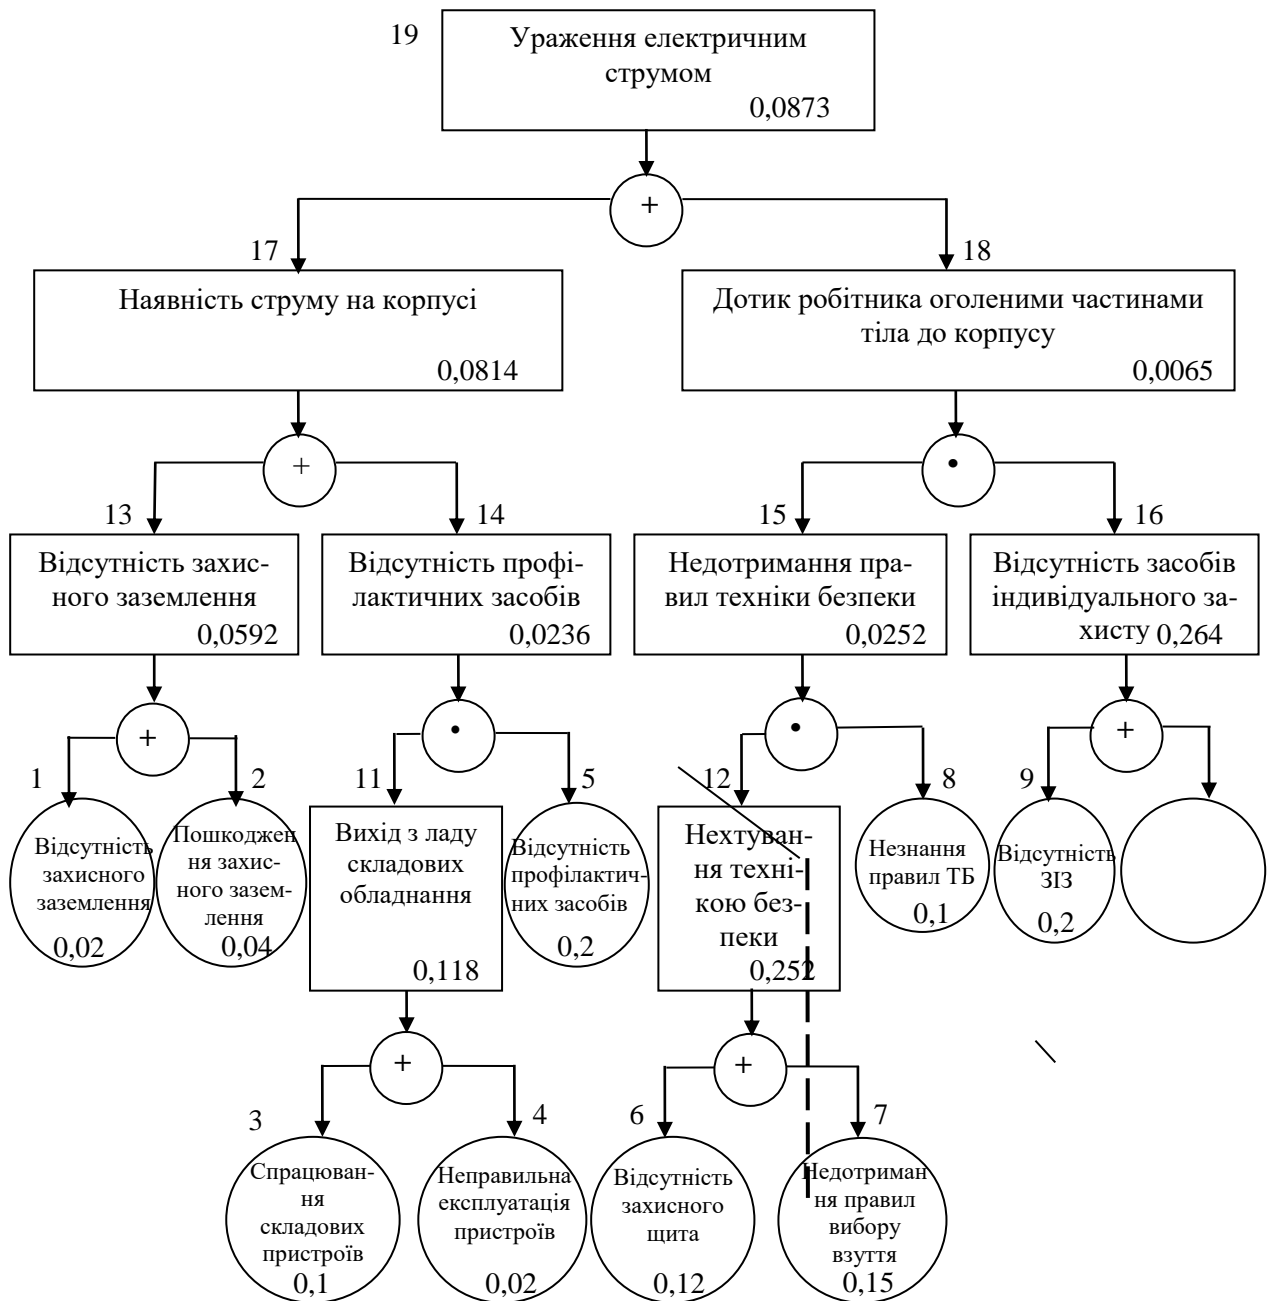 19
Ураження електричним
струмом
0,0873
+
17
18
Наявність струму на корпусі
0,0814
Дотик робітника оголеними частинами
тіла до корпусу
0,0065
+
•
13
14
15
16
Відсутність захис-
ного заземлення
0,0592
Відсутність профі-
лактичних засобів
0,0236
Недотримання пра-
вил техніки безпеки
0,0252
Відсутність засобів
індивідуального за-
хисту 0,264
+
•
•
+
1
2
11
5
12
8
9
Відсутність
захисного
заземлення
0,02
Пошкоджен
ня захис-
ного зазем-
лення
0,04
Вихід з ладу
складових
обладнання
0,118
Відсутність
профілактич-
них засобів
0,2
Нехтуван-
ня техні-
кою без-
пеки
0,252
Незнання
правил ТБ
0,1
Відсутність
ЗІЗ
0,2
+
+
3
4
6
7
Спрацюван-
ня
складових
пристроїв
0,1
Неправильна
експлуатація
пристроїв
0,02
Відсутність
захисного
щита
0,12
Недотриман
ня правил
вибору
взуття
0,15